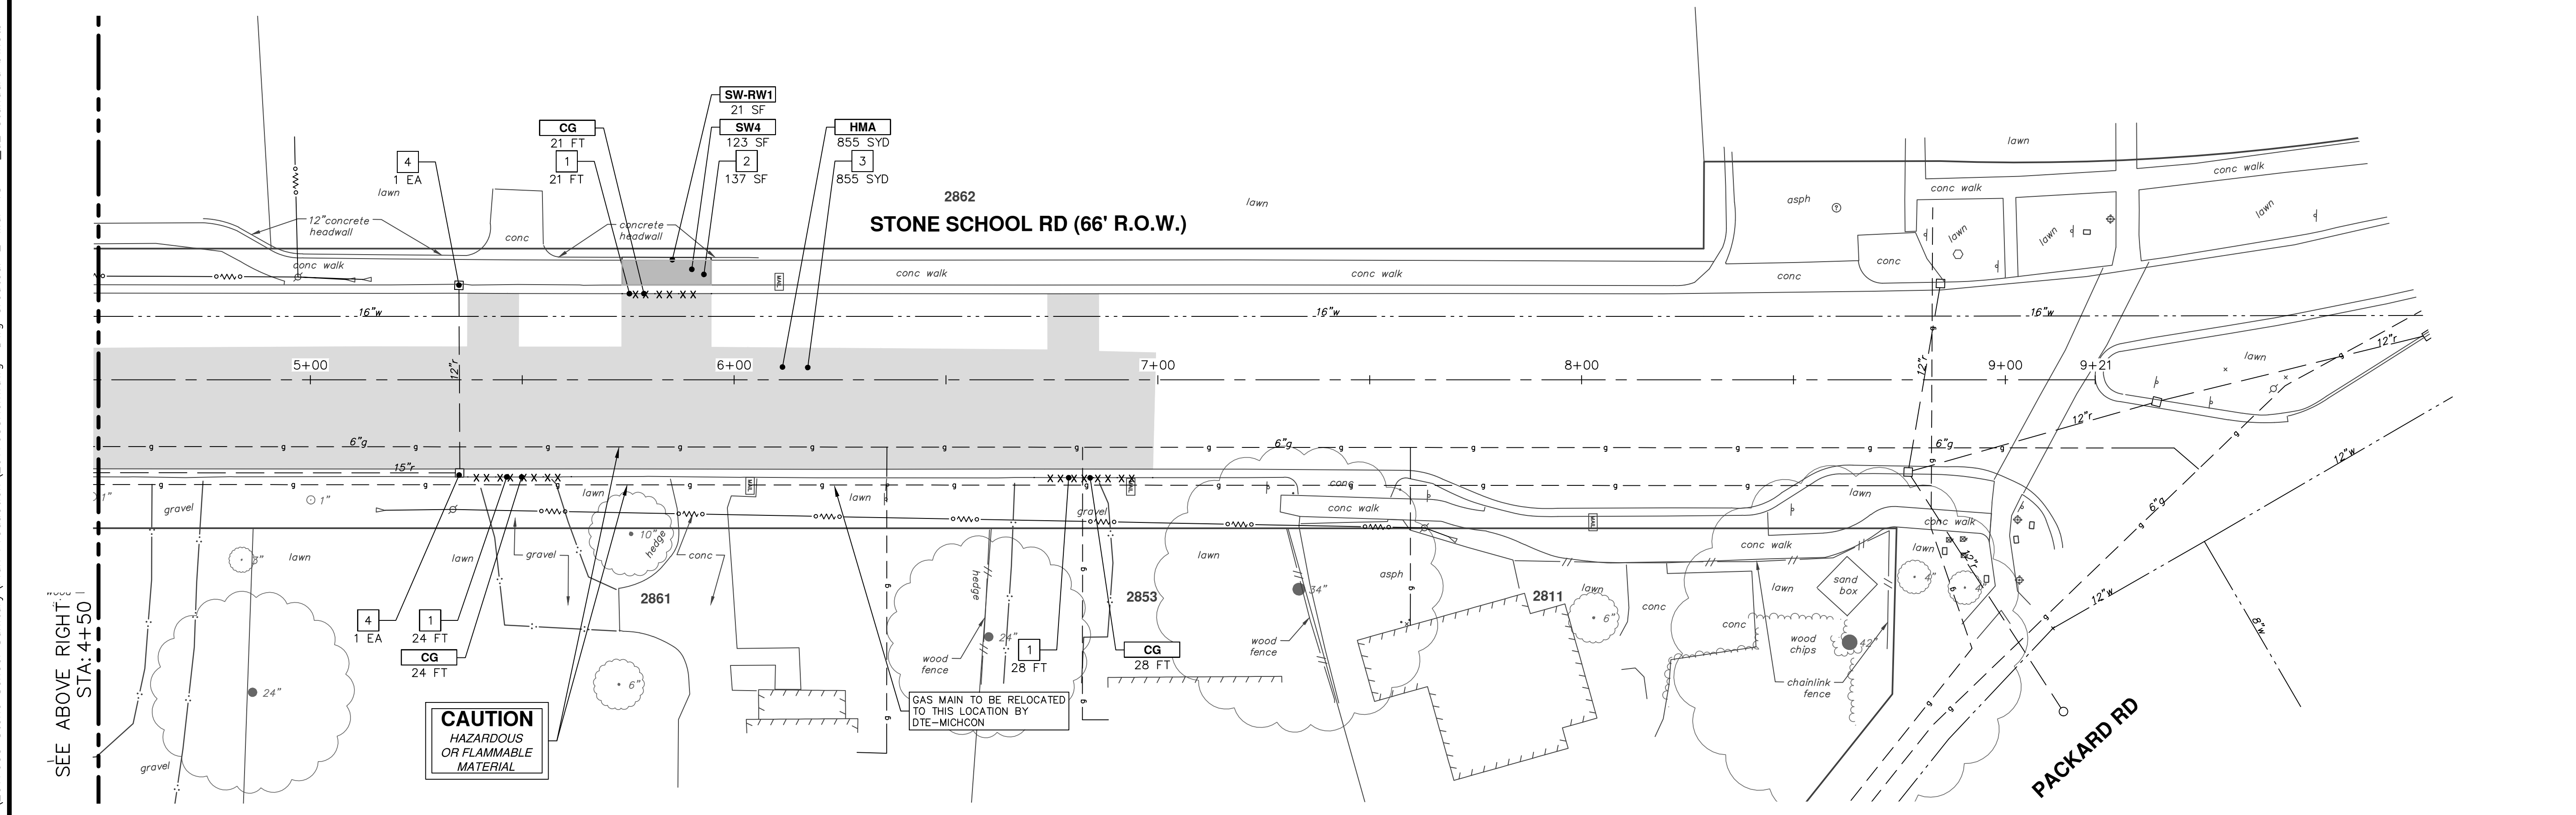 SW-RW1
21 SF
CG
21 FT
SW4
123 SF
HMA
855 SYD
4
1 EA
1
21 FT
2
137 SF
3
855 SYD
lawn
lawn
conc walk
conc walk
lawn
2862
lawn
asph
?
lawn
lawn
lawn
12"concrete
headwall
conc
concrete
headwall
STONE SCHOOL RD (66' R.O.W.)
conc walk
conc walk
conc walk
conc
conc
MAIL
16"w
16"w
16"w
12"r
5+00
6+00
7+00
8+00
9+00
9+21
12"r
lawn
12"r
12"r
6"g
6"g
6"g
15"r
12"w
1"
1"
gravel
lawn
MAIL
lawn
MAIL
gravel
conc
conc walk
MAIL
lawn
conc walk
conc walk
6"g
3"
lawn
lawn
gravel
10"
hedge
conc
lawn
asph
lawn
lawn
lawn
sand
box
4"
12"r
hedge
2861
2853
34"
2811
6"
conc
conc
wood
chips
42"
12"w
8"w
4
1 EA
1
24 FT
CG
24 FT
24"
wood
fence
1
28 FT
CG
28 FT
wood
fence
chainlink
fence
24"
6"
GAS MAIN TO BE RELOCATED
TO THIS LOCATION BY
DTE-MICHCON
CAUTION
HAZARDOUS
OR FLAMMABLE
MATERIAL
gravel
SEE ABOVE RIGHT
STA: 4+50
PACKARD RD